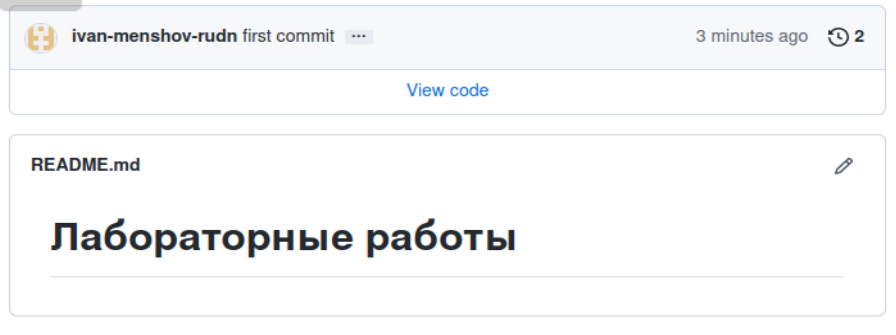 ivan-menshov-rudn first commit ... 3 minutes ago 2
View code
README.md
Лабораторные работы